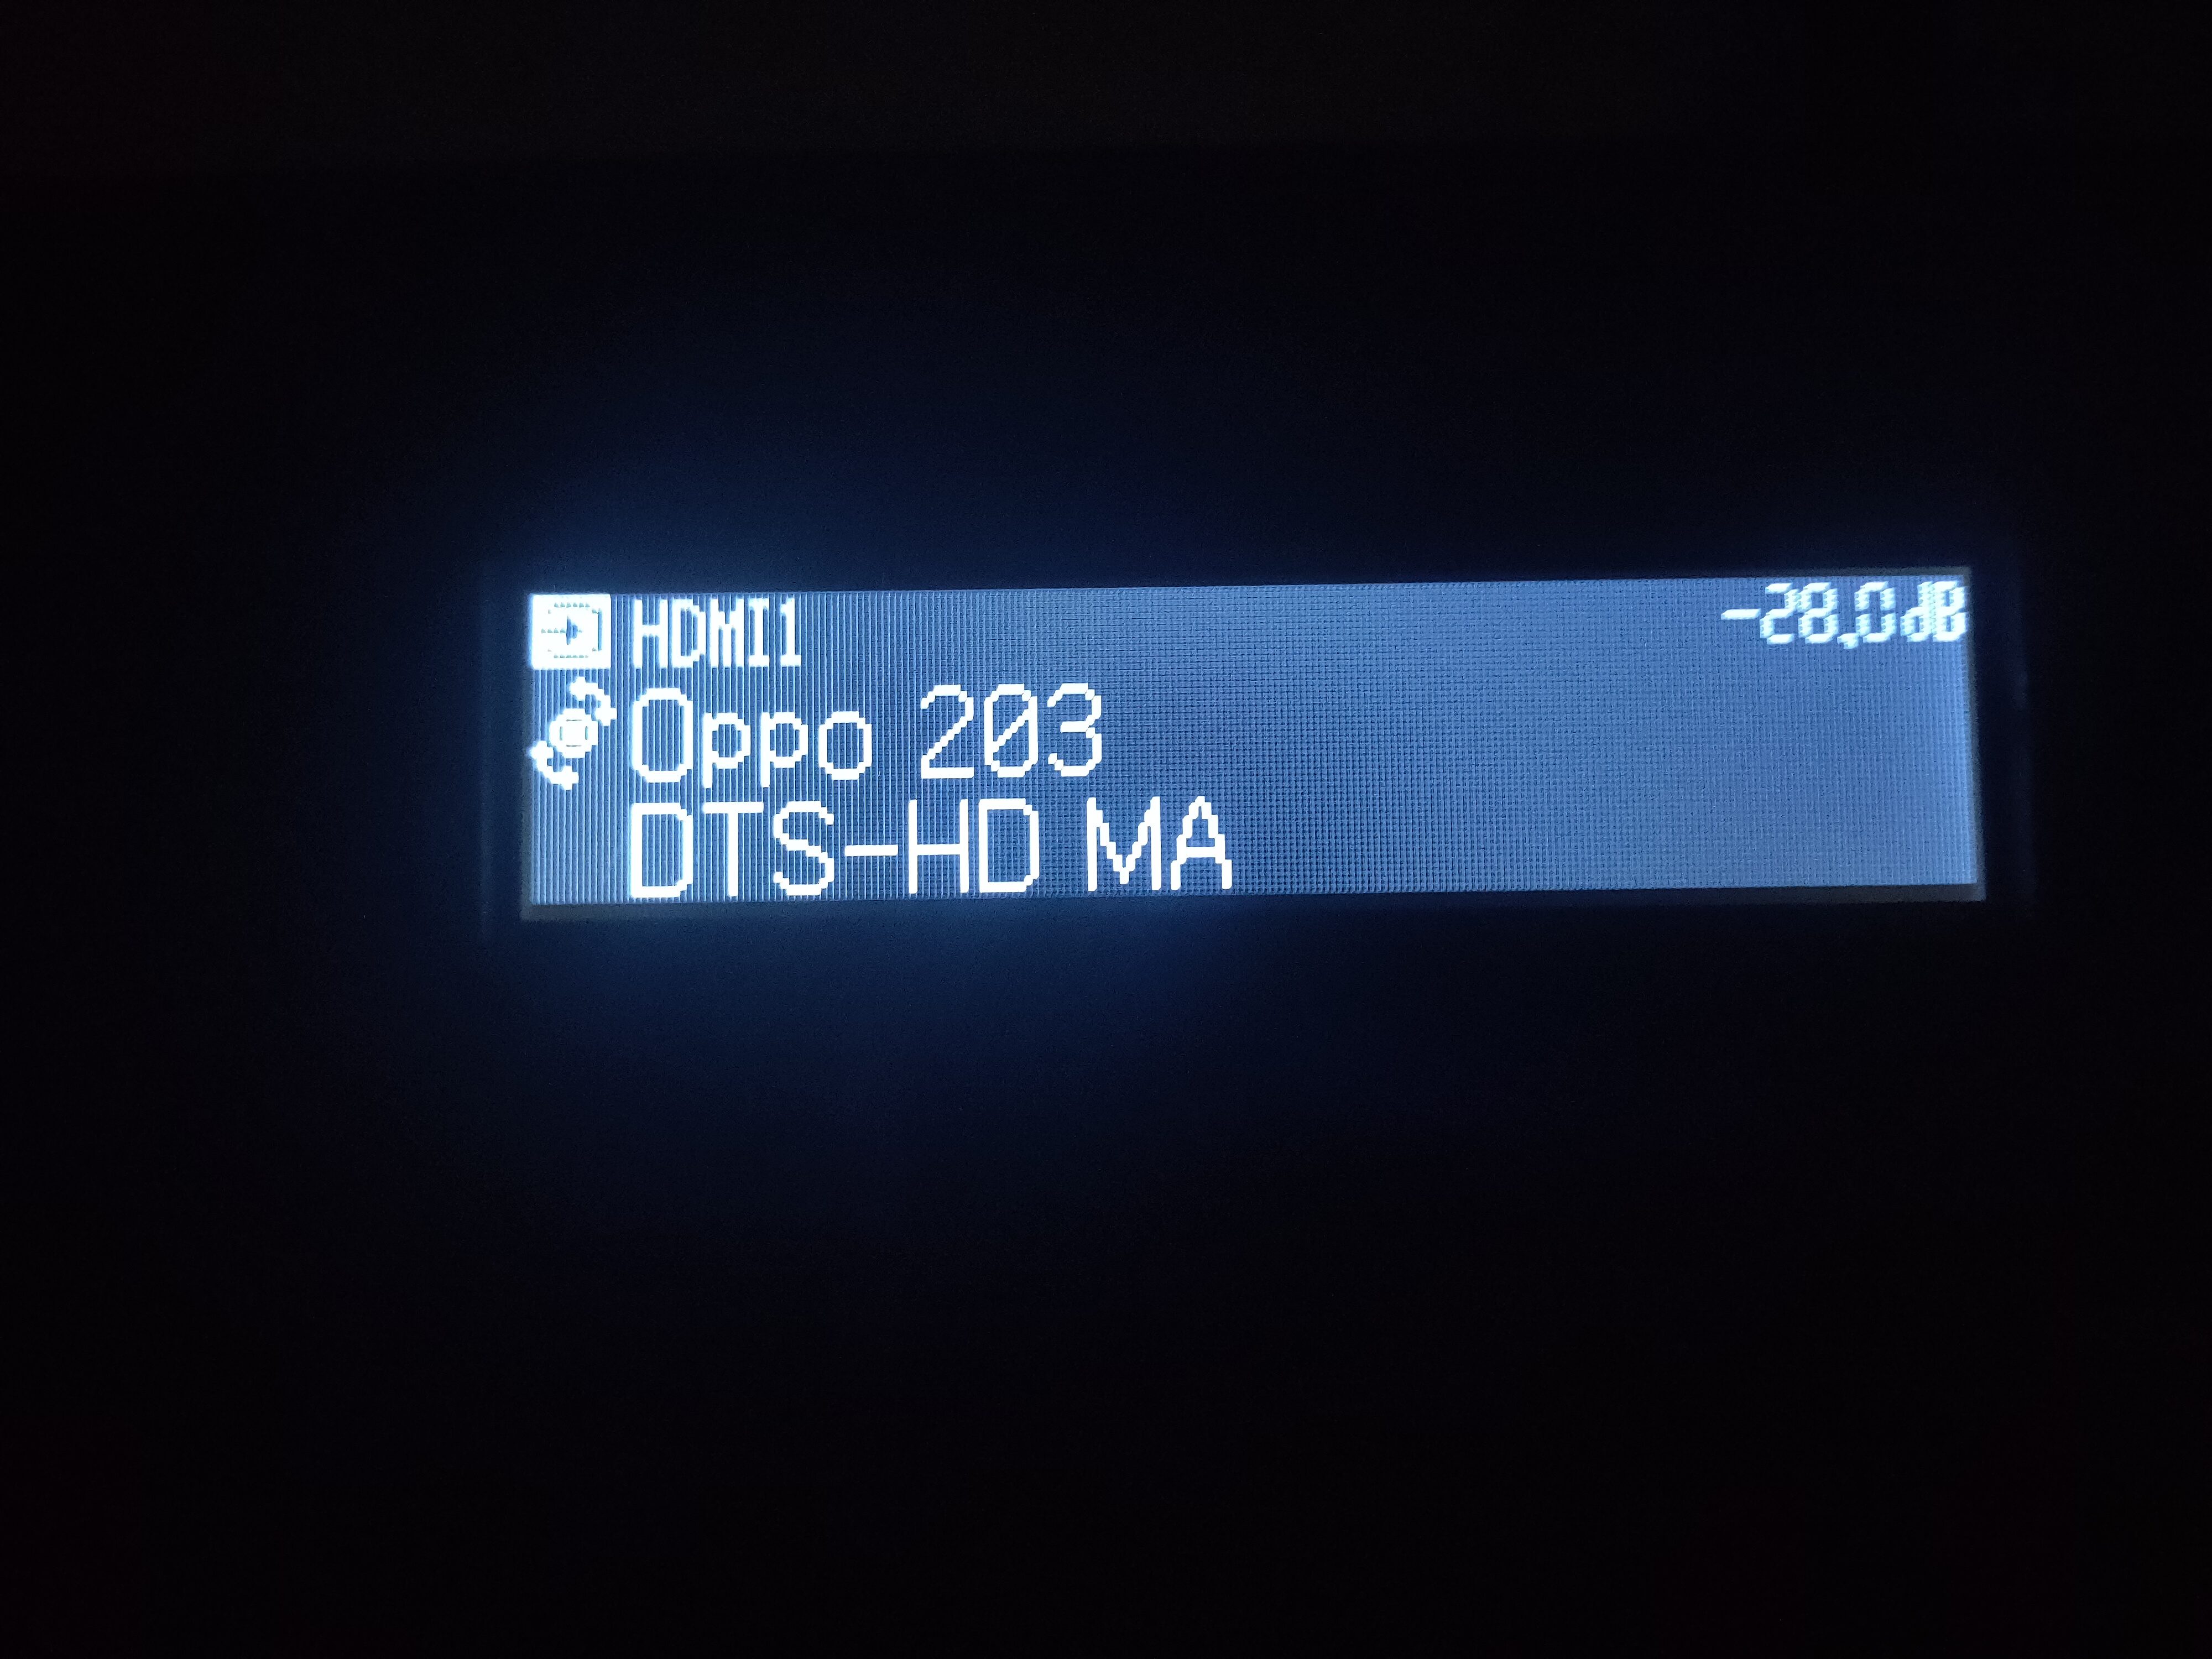 HDMI1 -28,0dB
Oppo 203
DTS-HD MA